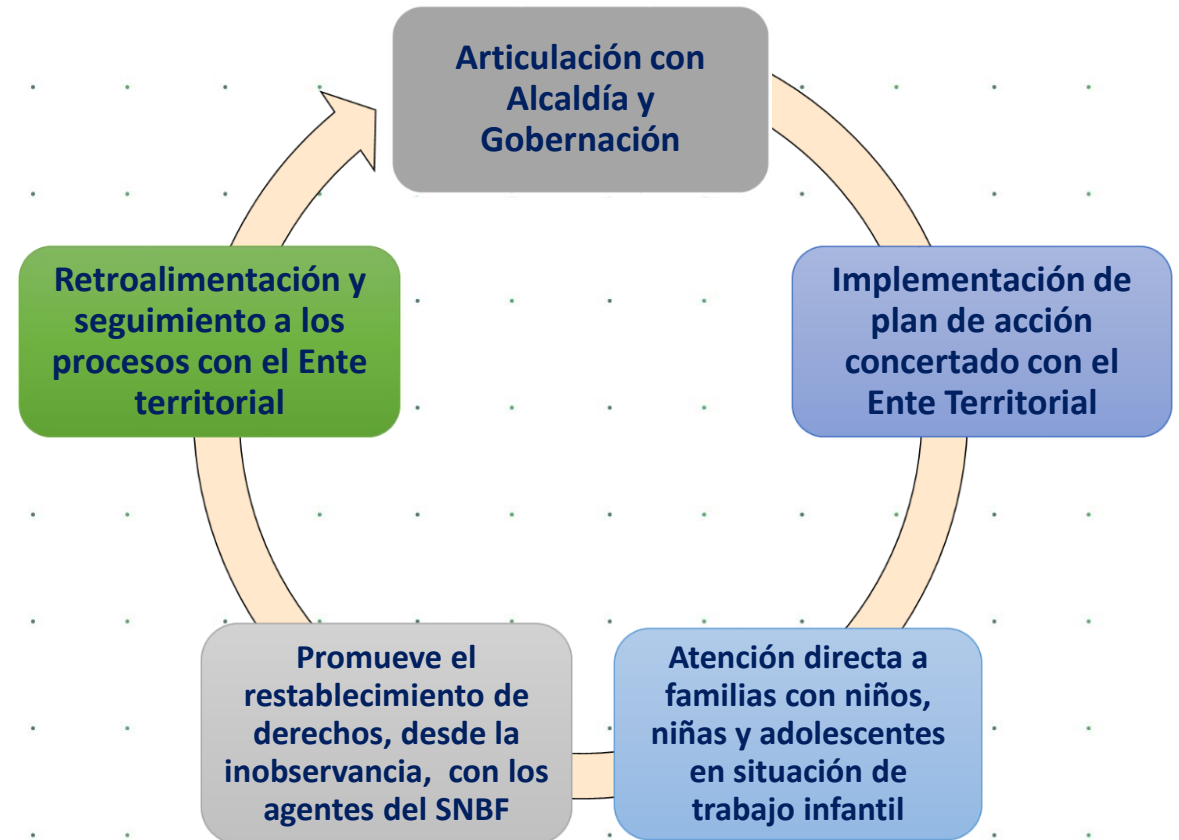 Articulación con
Alcaldía y
Gobernación
Implementación de
plan de acción
concertado con el
Ente Territorial
Atención directa a
familias con niños,
niñas y adolescentes
en situación de
trabajo infantil
Promueve el
restablecimiento de
derechos, desde la
inobservancia, con los
agentes del SNBF
Retroalimentación y
seguimiento a los
procesos con el Ente
territorial